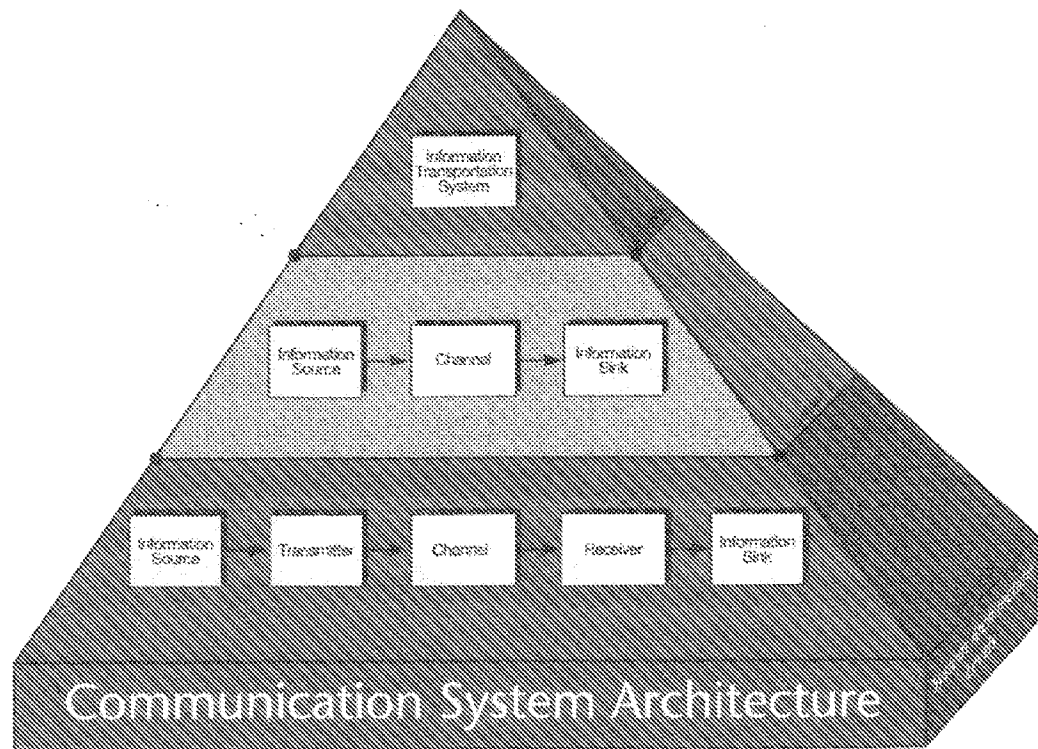 Information
Transportation
System
Information
Source
Channel
Information
Sink
Information
Source
Transmitter
Channel
Receiver
Information
Sink
Communication System Architecture